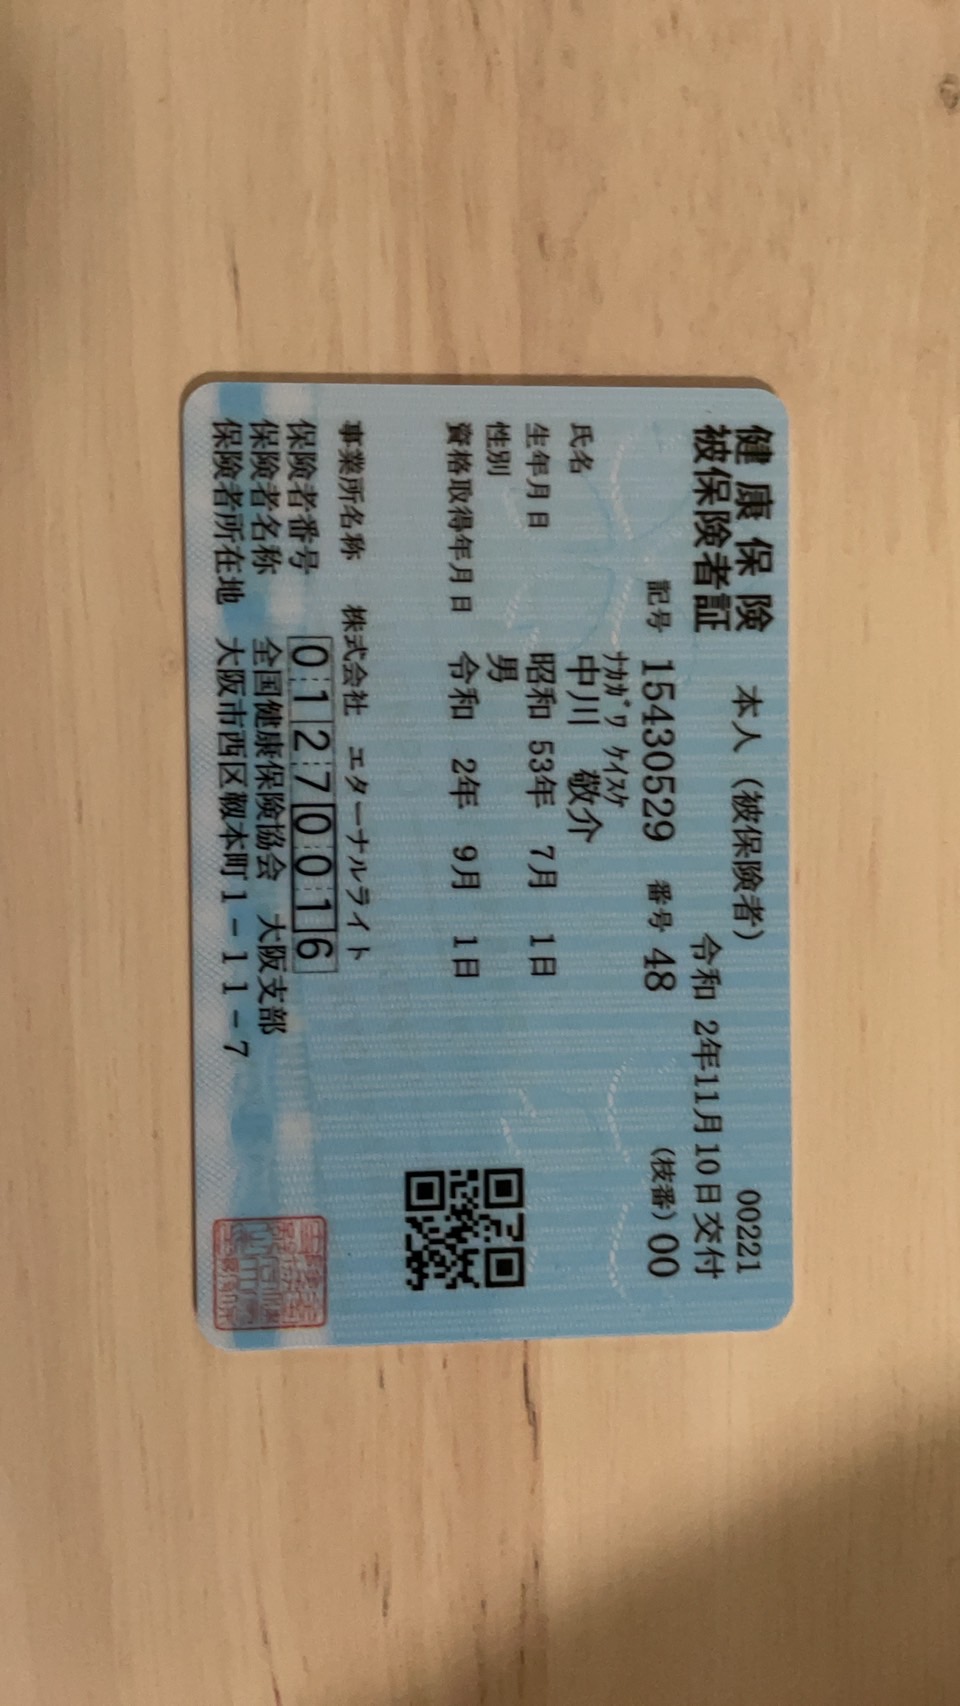 健康保険 本人（被保険者） 00221
被保険者証 令和 2年11月10日交付
記号 15430529 番号 48 （枝番）00
ﾅｶｶﾞﾜ ｹｲｽｹ
氏名 中川 敬介
生年月日 昭和 53年 7月 1日
性別 男
資格取得年月日 令和 2年 9月 1日
事業所名称 株式会社 エターナルライト
保険者番号 01270016
保険者名称 全国健康保険協会 大阪支部
保険者所在地 大阪市西区靱本町1-11-7